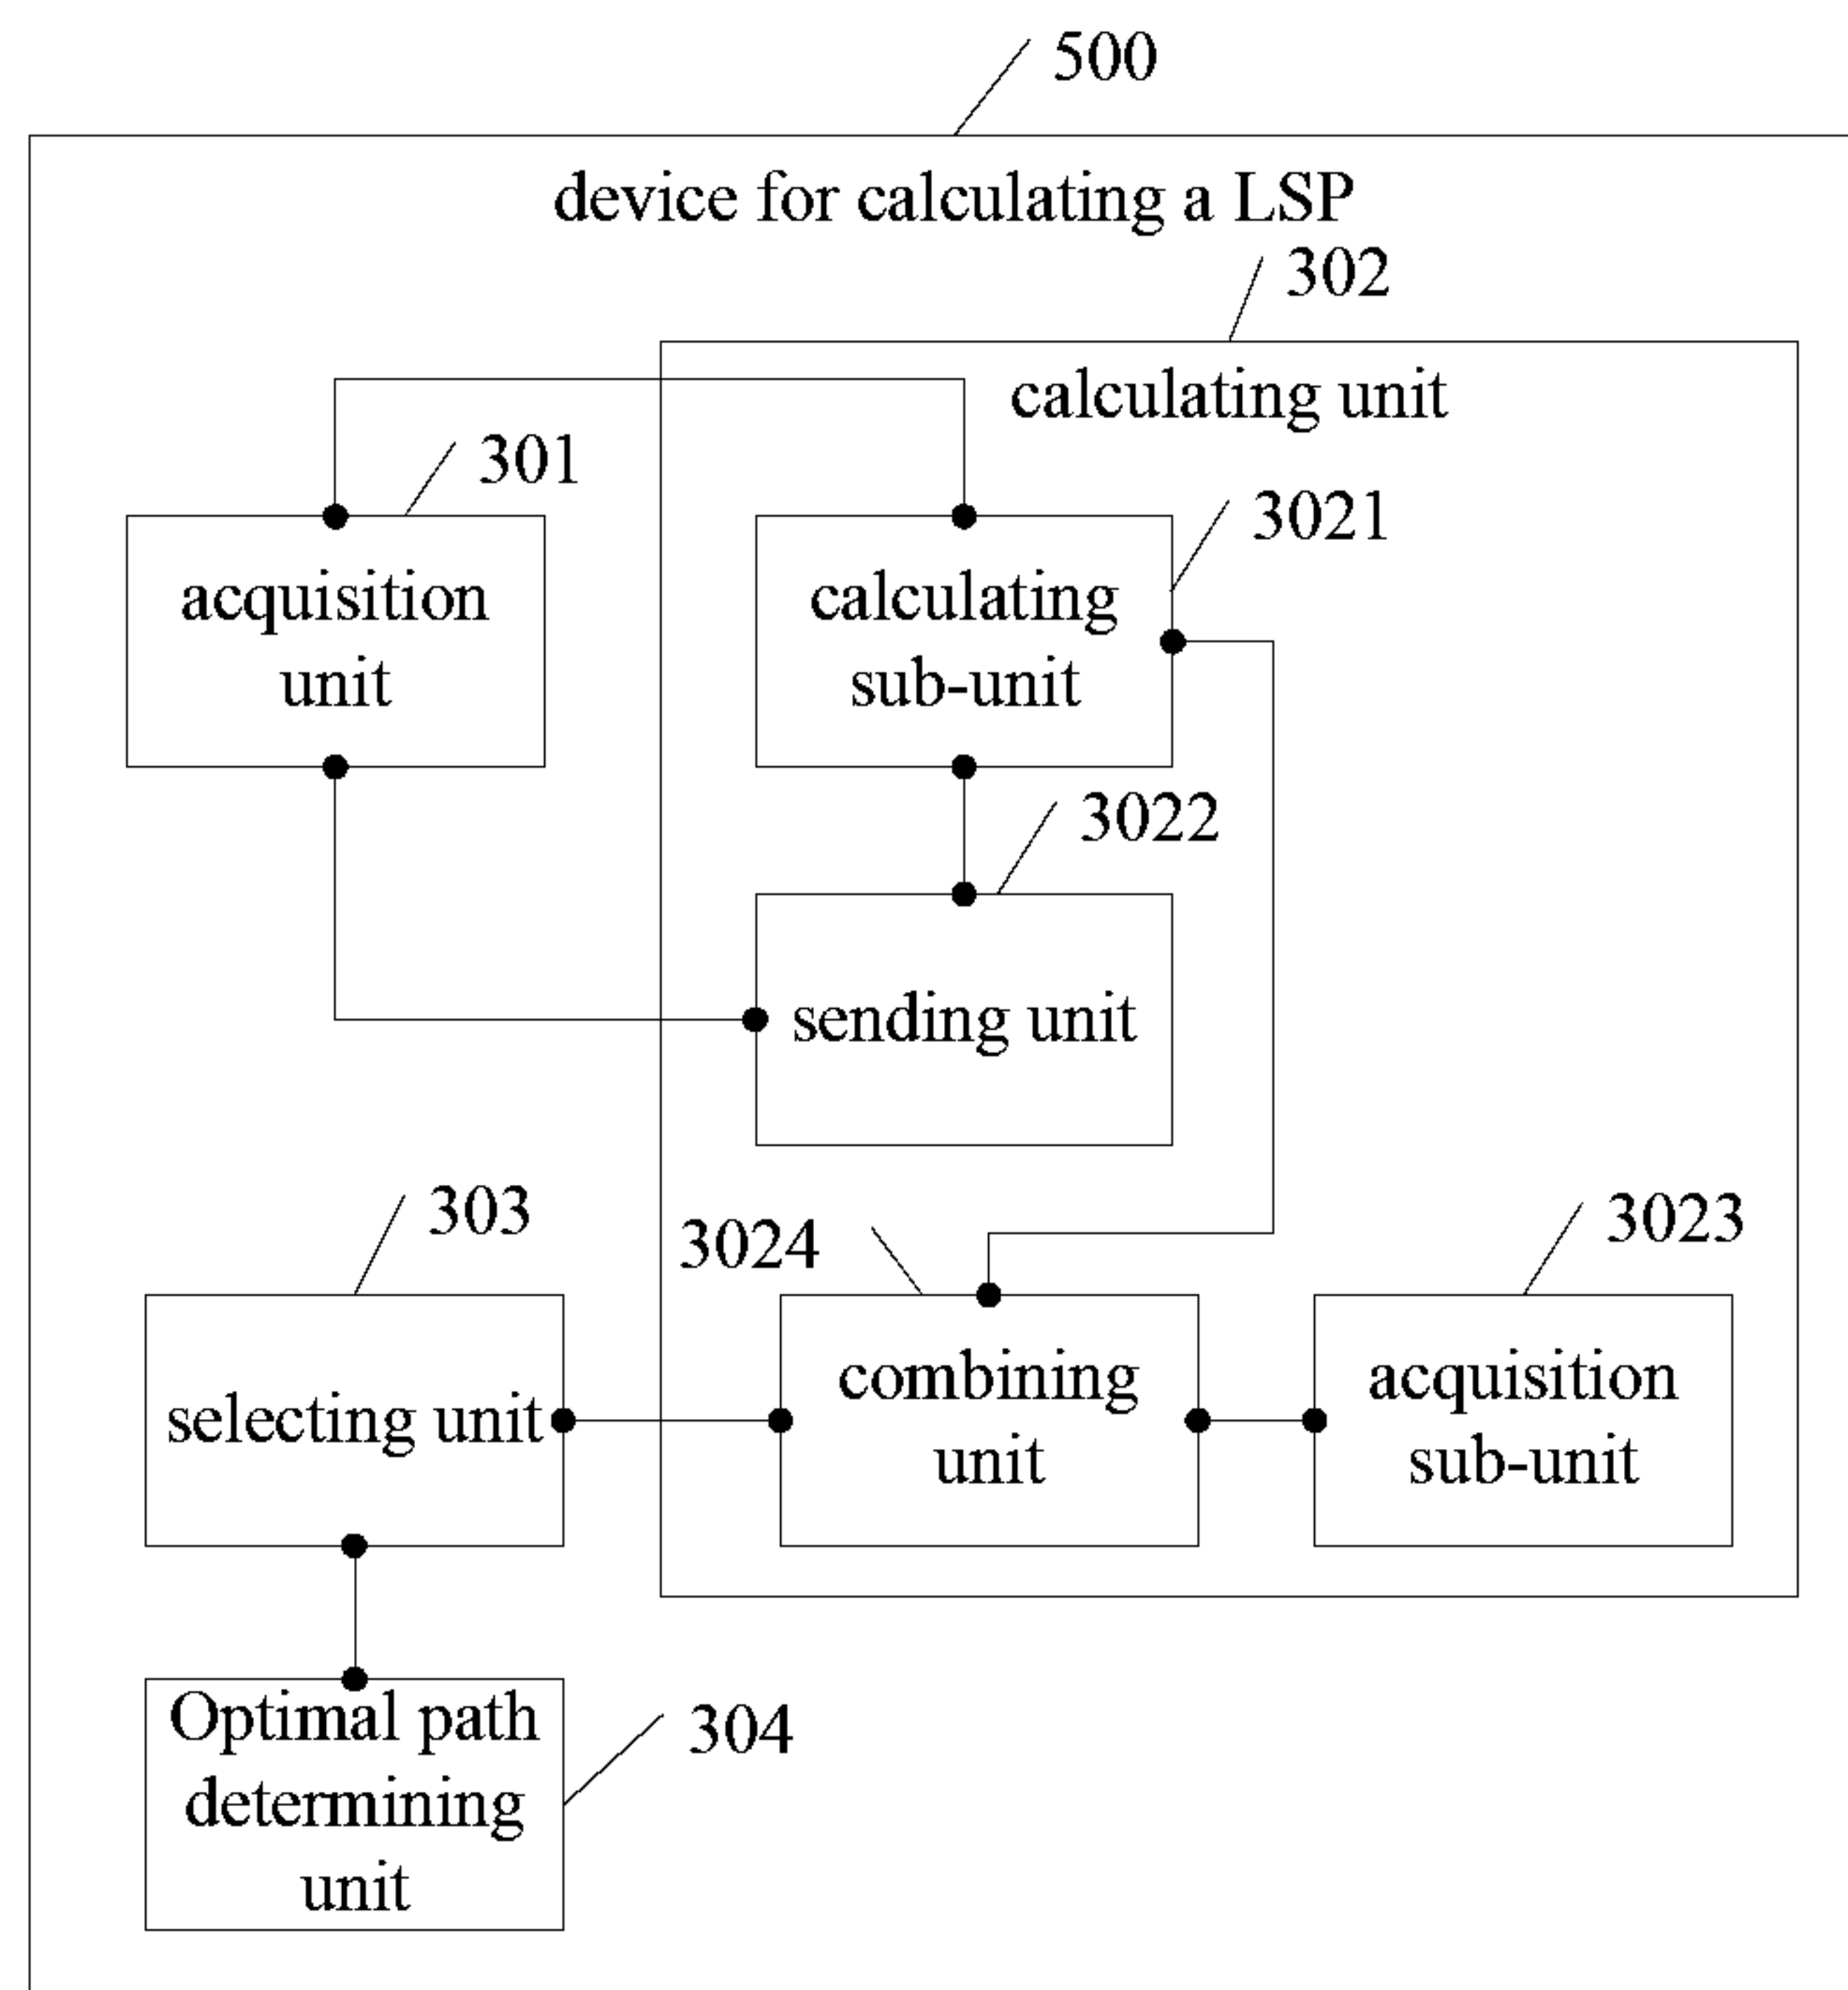 500
device for calculating a LSP
302
calculating unit
301
3021
acquisition
unit
calculating
sub-unit
3022
sending unit
303
3024
3023
selecting unit
combining
unit
acquisition
sub-unit
304
Optimal path
determining
unit